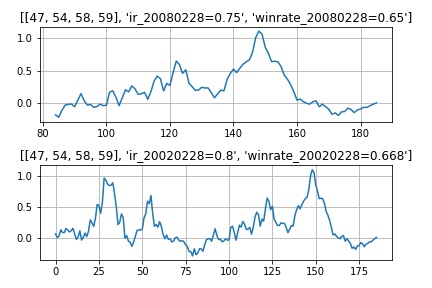 [[47, 54, 58, 59], 'ir_20080228=0.75', 'winrate_20080228=0.65']
1.0
0.5
0.0
80 100 120 140 160 180
[[47, 54, 58, 59], 'ir_20020228=0.8', 'winrate_20020228=0.668']
1.0
0.5
0.0
0 25 50 75 100 125 150 175